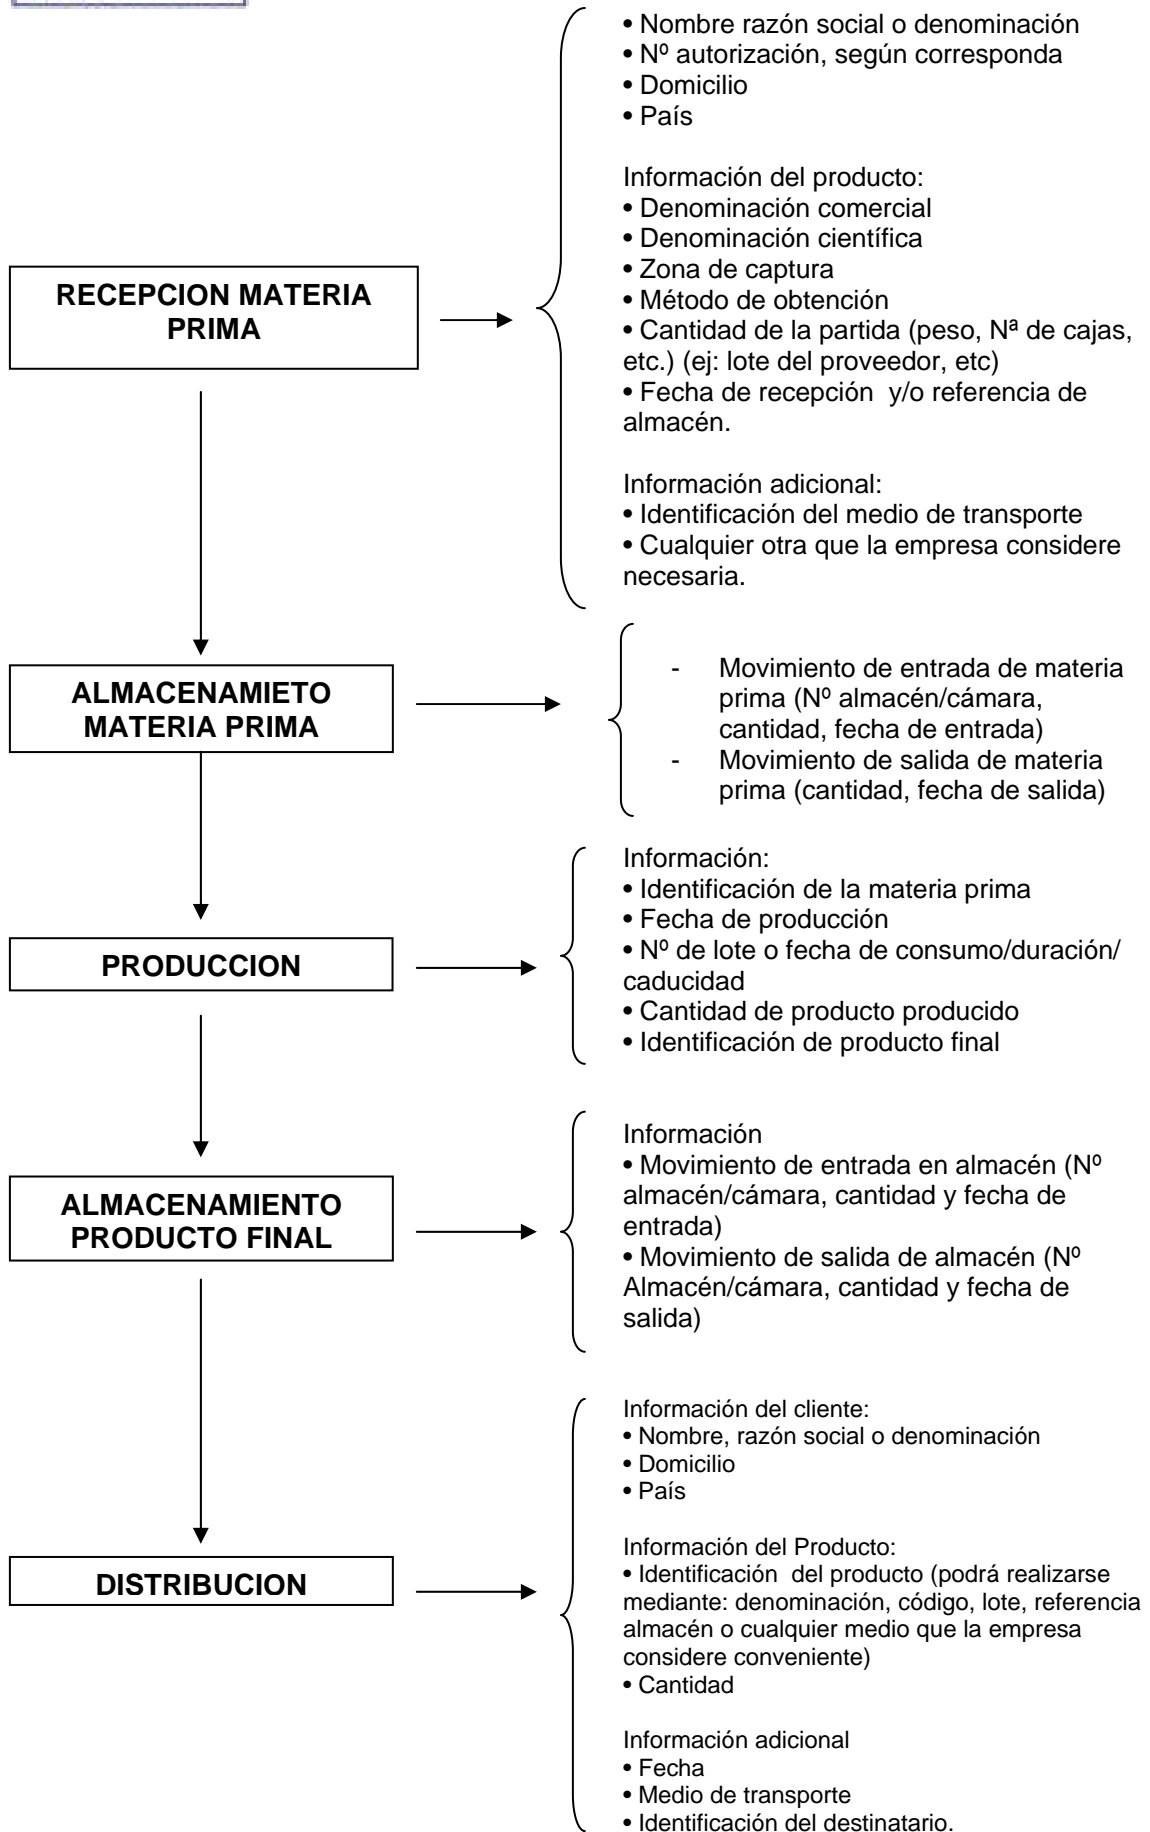 • Nombre razón social o denominación
• Nº autorización, según corresponda
• Domicilio
• País
Información del producto:
• Denominación comercial
• Denominación científica
• Zona de captura
• Método de obtención
• Cantidad de la partida (peso, Nª de cajas,
etc.) (ej: lote del proveedor, etc)
• Fecha de recepción  y/o referencia de
almacén.
Información adicional:
• Identificación del medio de transporte
• Cualquier otra que la empresa considere
necesaria.
RECEPCION MATERIA
PRIMA
ALMACENAMIETO
MATERIA PRIMA
- Movimiento de entrada de materia
prima (Nº almacén/cámara,
cantidad, fecha de entrada)
- Movimiento de salida de materia
prima (cantidad, fecha de salida)
PRODUCCION
Información:
• Identificación de la materia prima
• Fecha de producción
• Nº de lote o fecha de consumo/duración/
caducidad
• Cantidad de producto producido
• Identificación de producto final
ALMACENAMIENTO
PRODUCTO FINAL
Información
• Movimiento de entrada en almacén (Nº
almacén/cámara, cantidad y fecha de
entrada)
• Movimiento de salida de almacén (Nº
Almacén/cámara, cantidad y fecha de
salida)
DISTRIBUCION
Información del cliente:
• Nombre, razón social o denominación
• Domicilio
• País
Información del Producto:
• Identificación  del producto (podrá realizarse
mediante: denominación, código, lote, referencia
almacén o cualquier medio que la empresa
considere conveniente)
• Cantidad
Información adicional
• Fecha
• Medio de transporte
• Identificación del destinatario.